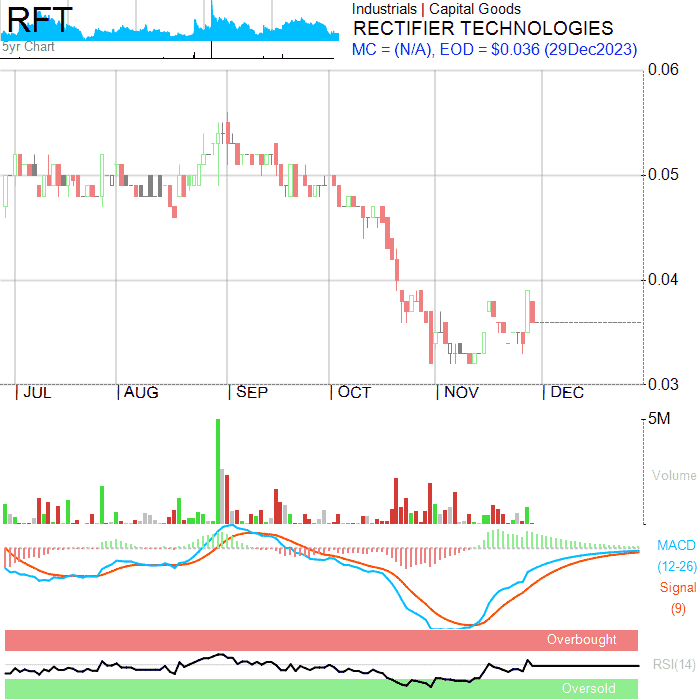 RFT
5yr Chart
Industrials | Capital Goods
RECTIFIER TECHNOLOGIES
MC = (N/A), EOD = $0.036 (29Dec2023)
0.06
0.05
0.04
0.03
JUL AUG SEP OCT NOV DEC
5M
Volume
MACD
(12-26)
Signal
(9)
Overbought
RSI(14)
Oversold